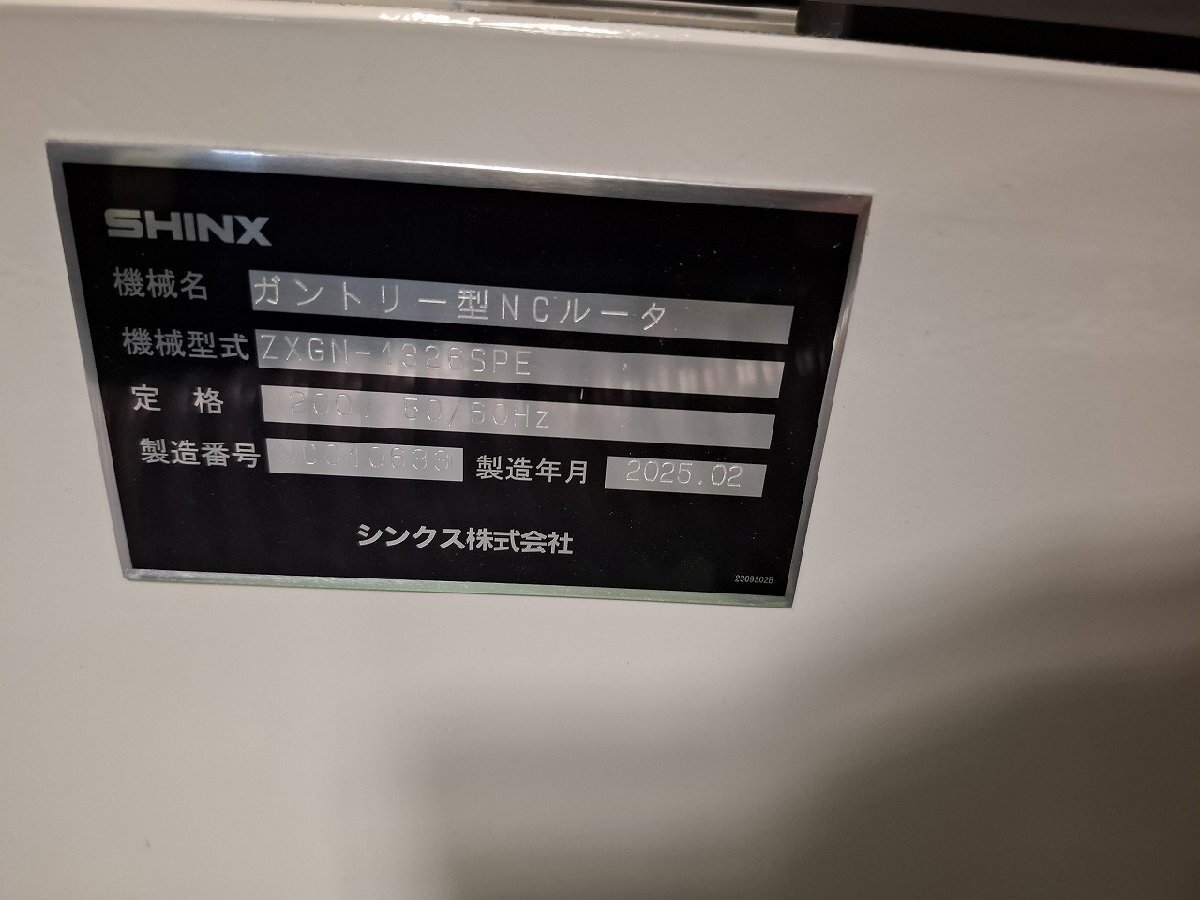 SHINX
機械名 ガントリー型NCルータ
機械型式 ZXGN-1326SPE
定格 200V 50/60Hz
製造番号 製造年月 2025.02
シンクス株式会社